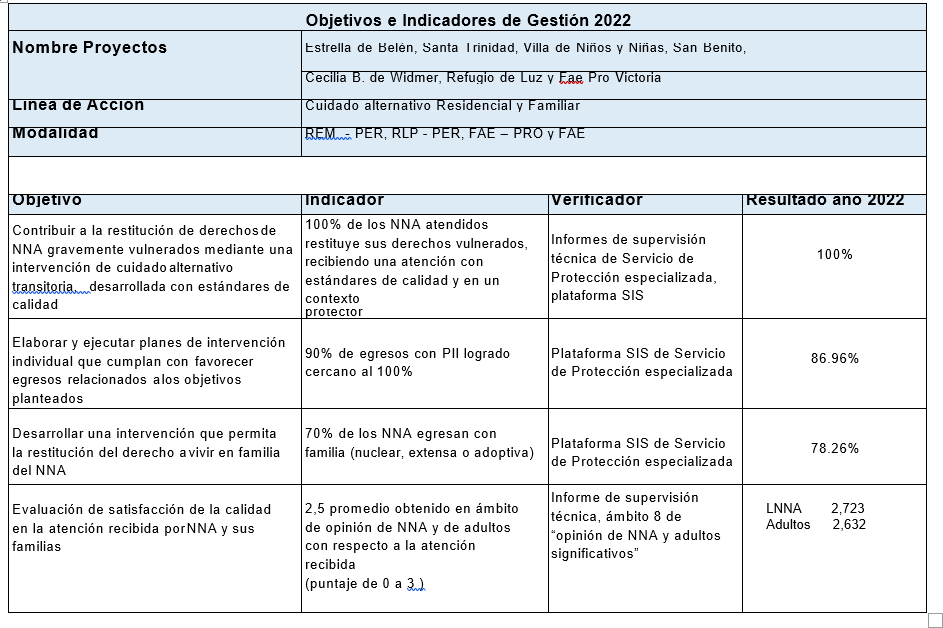 Objetivos e Indicadores de Gestión 2022
Nombre Proyectos
Estrella de Belén, Santa Trinidad, Villa de Niños y Niñas, San Benito,
Cecilia B. de Widmer, Refugio de Luz y Fae Pro Victoria
Línea de Acción
Cuidado alternativo Residencial y Familiar
Modalidad
REM - PER, RLP - PER, FAE – PRO y FAE
Objetivo
Indicador
Verificador
Resultado año 2022
Contribuir a la restitución de derechos de
NNA gravemente vulnerados mediante una
intervención de cuidado alternativo
transitoria, desarrollada con estándares de
calidad
100% de los NNA atendidos
restituye sus derechos vulnerados,
recibiendo una atención con
estándares de calidad y en un
contexto
protector
Informes de supervisión
técnica de Servicio de
Protección especializada,
plataforma SIS
100%
Elaborar y ejecutar planes de intervención
individual que cumplan con favorecer
egresos relacionados alos objetivos
planteados
90% de egresos con PII logrado
cercano al 100%
Plataforma SIS de Servicio
de Protección especializada
86.96%
Desarrollar una intervención que permita
la restitución del derecho a vivir en familia
del NNA
70% de los NNA egresan con
familia (nuclear, extensa o adoptiva)
Plataforma SIS de Servicio
de Protección especializada
78.26%
Evaluación de satisfacción de la calidad
en la atención recibida por NNA y sus
familias
2,5 promedio obtenido en ámbito
de opinión de NNA y de adultos
con respecto a la atención
recibida
(puntaje de 0 a 3 )
Informe de supervisión
técnica, ámbito 8 de
“opinión de NNA y adultos
significativos”
LNNA 2,723
Adultos 2,632